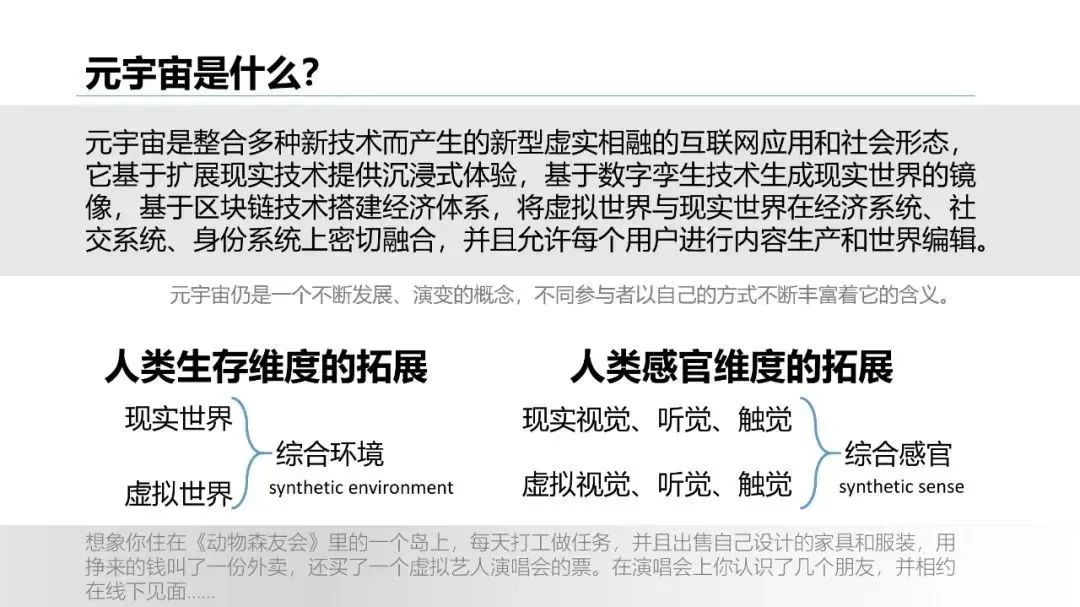 元宇宙是什么?
元宇宙是整合多种新技术而产生的新型虚实相融的互联网应用和社会形态，
它基于扩展现实技术提供沉浸式体验，基于数字孪生技术生成现实世界的镜
像，基于区块链技术搭建经济体系，将虚拟世界与现实世界在经济系统、社
交系统、身份系统上密切融合，并且允许每个用户进行内容生产和世界编辑。
元宇宙仍是一个不断发展、演变的概念，不同参与者以自己的方式不断丰富着它的含义。
人类生存维度的拓展
现实世界
虚拟世界
综合环境
synthetic environment
人类感官维度的拓展
现实视觉、听觉、触觉
虚拟视觉、听觉、触觉
综合感官
synthetic sense
想象你住在《动物森友会》里的一个岛上，每天打工做任务，并且出售自己设计的家具和服装，用
挣来的钱叫了一份外卖，还买了一个虚拟艺人演唱会的票。在演唱会上你认识了几个朋友，并相约
在线下见面......